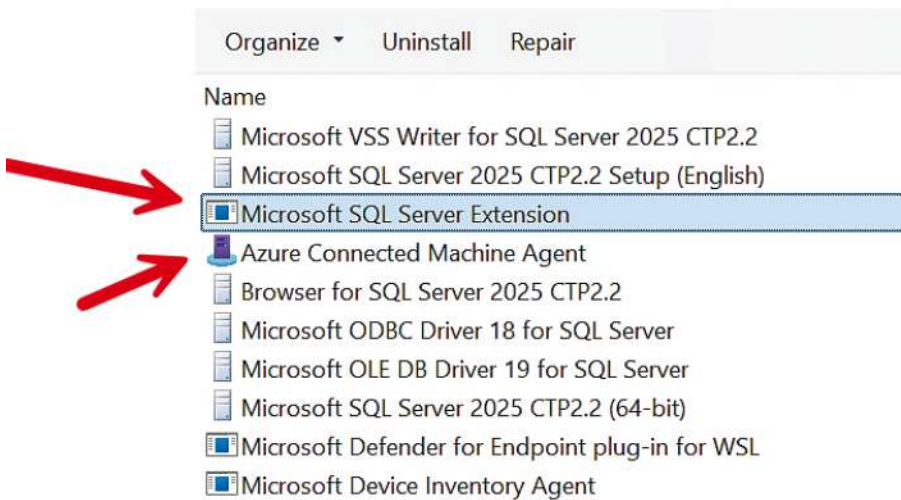 Organize Uninstall Repair
Name
Microsoft VSS Writer for SQL Server 2025 CTP2.2
Microsoft SQL Server 2025 CTP2.2 Setup (English)
Microsoft SQL Server Extension
Azure Connected Machine Agent
Browser for SQL Server 2025 CTP2.2
Microsoft ODBC Driver 18 for SQL Server
Microsoft OLE DB Driver 19 for SQL Server
Microsoft SQL Server 2025 CTP2.2 (64-bit)
Microsoft Defender for Endpoint plug-in for WSL
Microsoft Device Inventory Agent